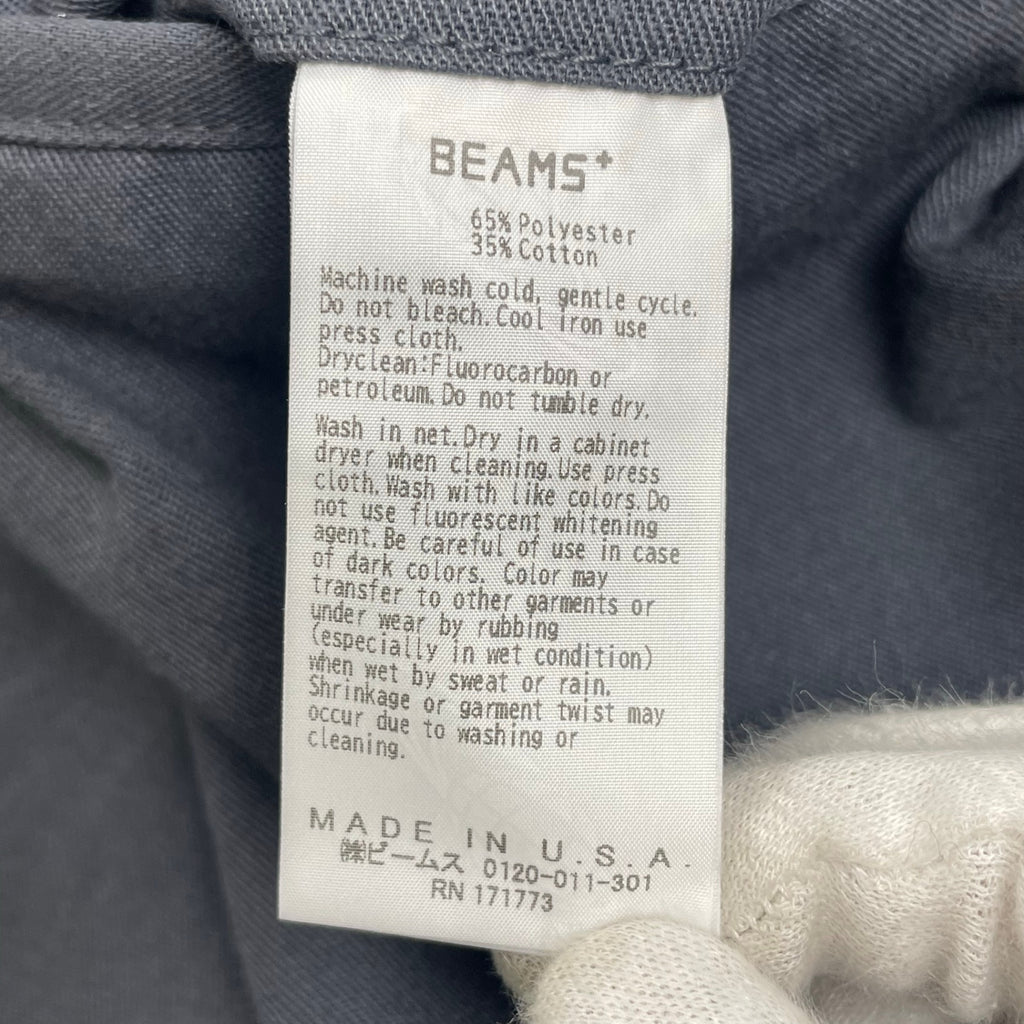 BEAMS⁺
65% Polyester
35% Cotton
Machine wash cold, gentle cycle.
Do not bleach. Cool iron use
press cloth.
Dryclean:Fluorocarbon or
petroleum. Do not tumble dry.
Wash in net. Dry in a cabinet
dryer when cleaning. Use press
cloth. Wash with like colors. Do
not use fluorescent whitening
agent. Be careful of use in case
of dark colors. Color may
transfer to other garments or
under wear by rubbing
(especially in wet condition)
when wet by sweat or rain.
Shrinkage or garment twist may
occur due to washing or
cleaning.
MADE IN U.S.A.
㈱ビームス 0120-011-301
RN 171773